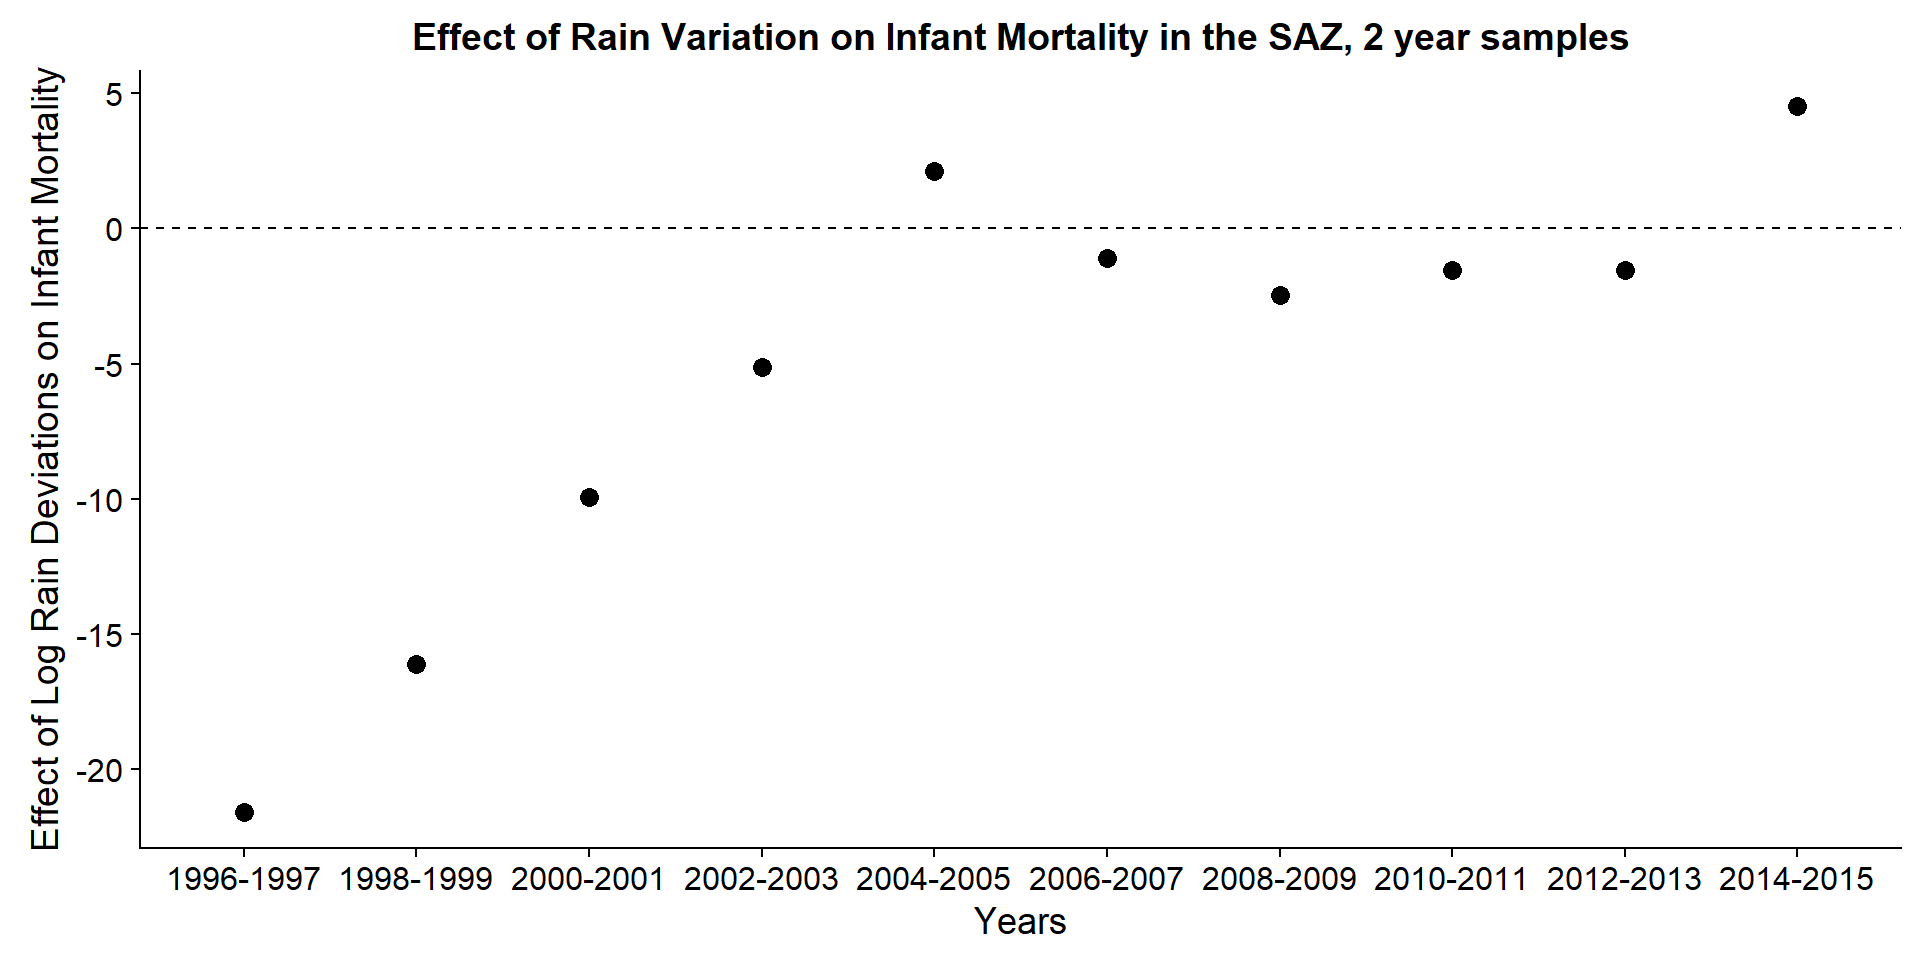 Effect of Rain Variation on Infant Mortality in the SAZ, 2 year samples
Effect of Log Rain Deviations on Infant Mortality
5
0
-5
-10
-15
-20
1996-1997 1998-1999 2000-2001 2002-2003 2004-2005 2006-2007 2008-2009 2010-2011 2012-2013 2014-2015
Years